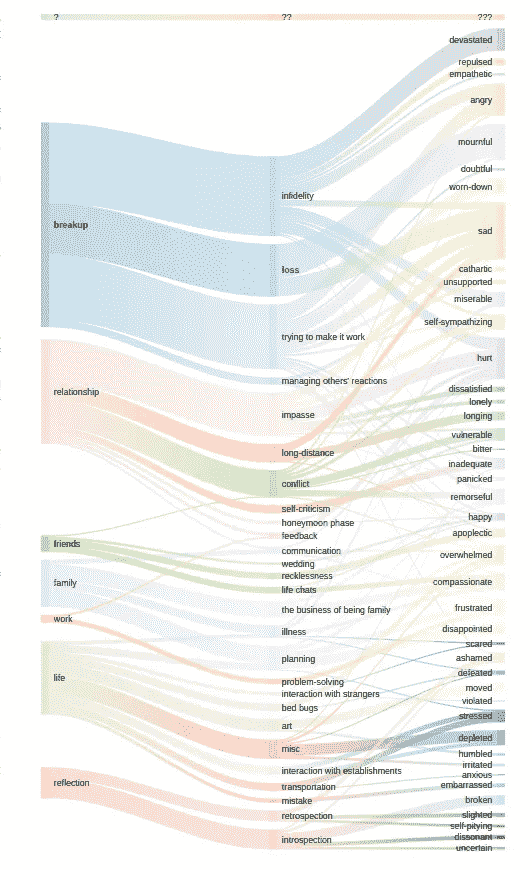 ? ?? ???
breakup
relationship
friends
family
work
life
reflection
infidelity
loss
trying to make it work
managing others' reactions
impasse
long-distance
conflict
self-criticism
honeymoon phase
feedback
communication
wedding
recklessness
life chats
the business of being family
illness
planning
problem-solving
interaction with strangers
bed bugs
art
misc
interaction with establishments
transportation
mistake
retrospection
introspection
devastated
repulsed
empathetic
angry
mournful
doubtful
worn-down
sad
cathartic
unsupported
miserable
self-sympathizing
hurt
dissatisfied
lonely
longing
vulnerable
bitter
inadequate
panicked
remorseful
happy
apoplectic
overwhelmed
compassionate
frustrated
disappointed
scared
ashamed
defeated
moved
violated
stressed
depleted
humbled
irritated
anxious
embarrassed
broken
slighted
self-pitying
dissonant
uncertain